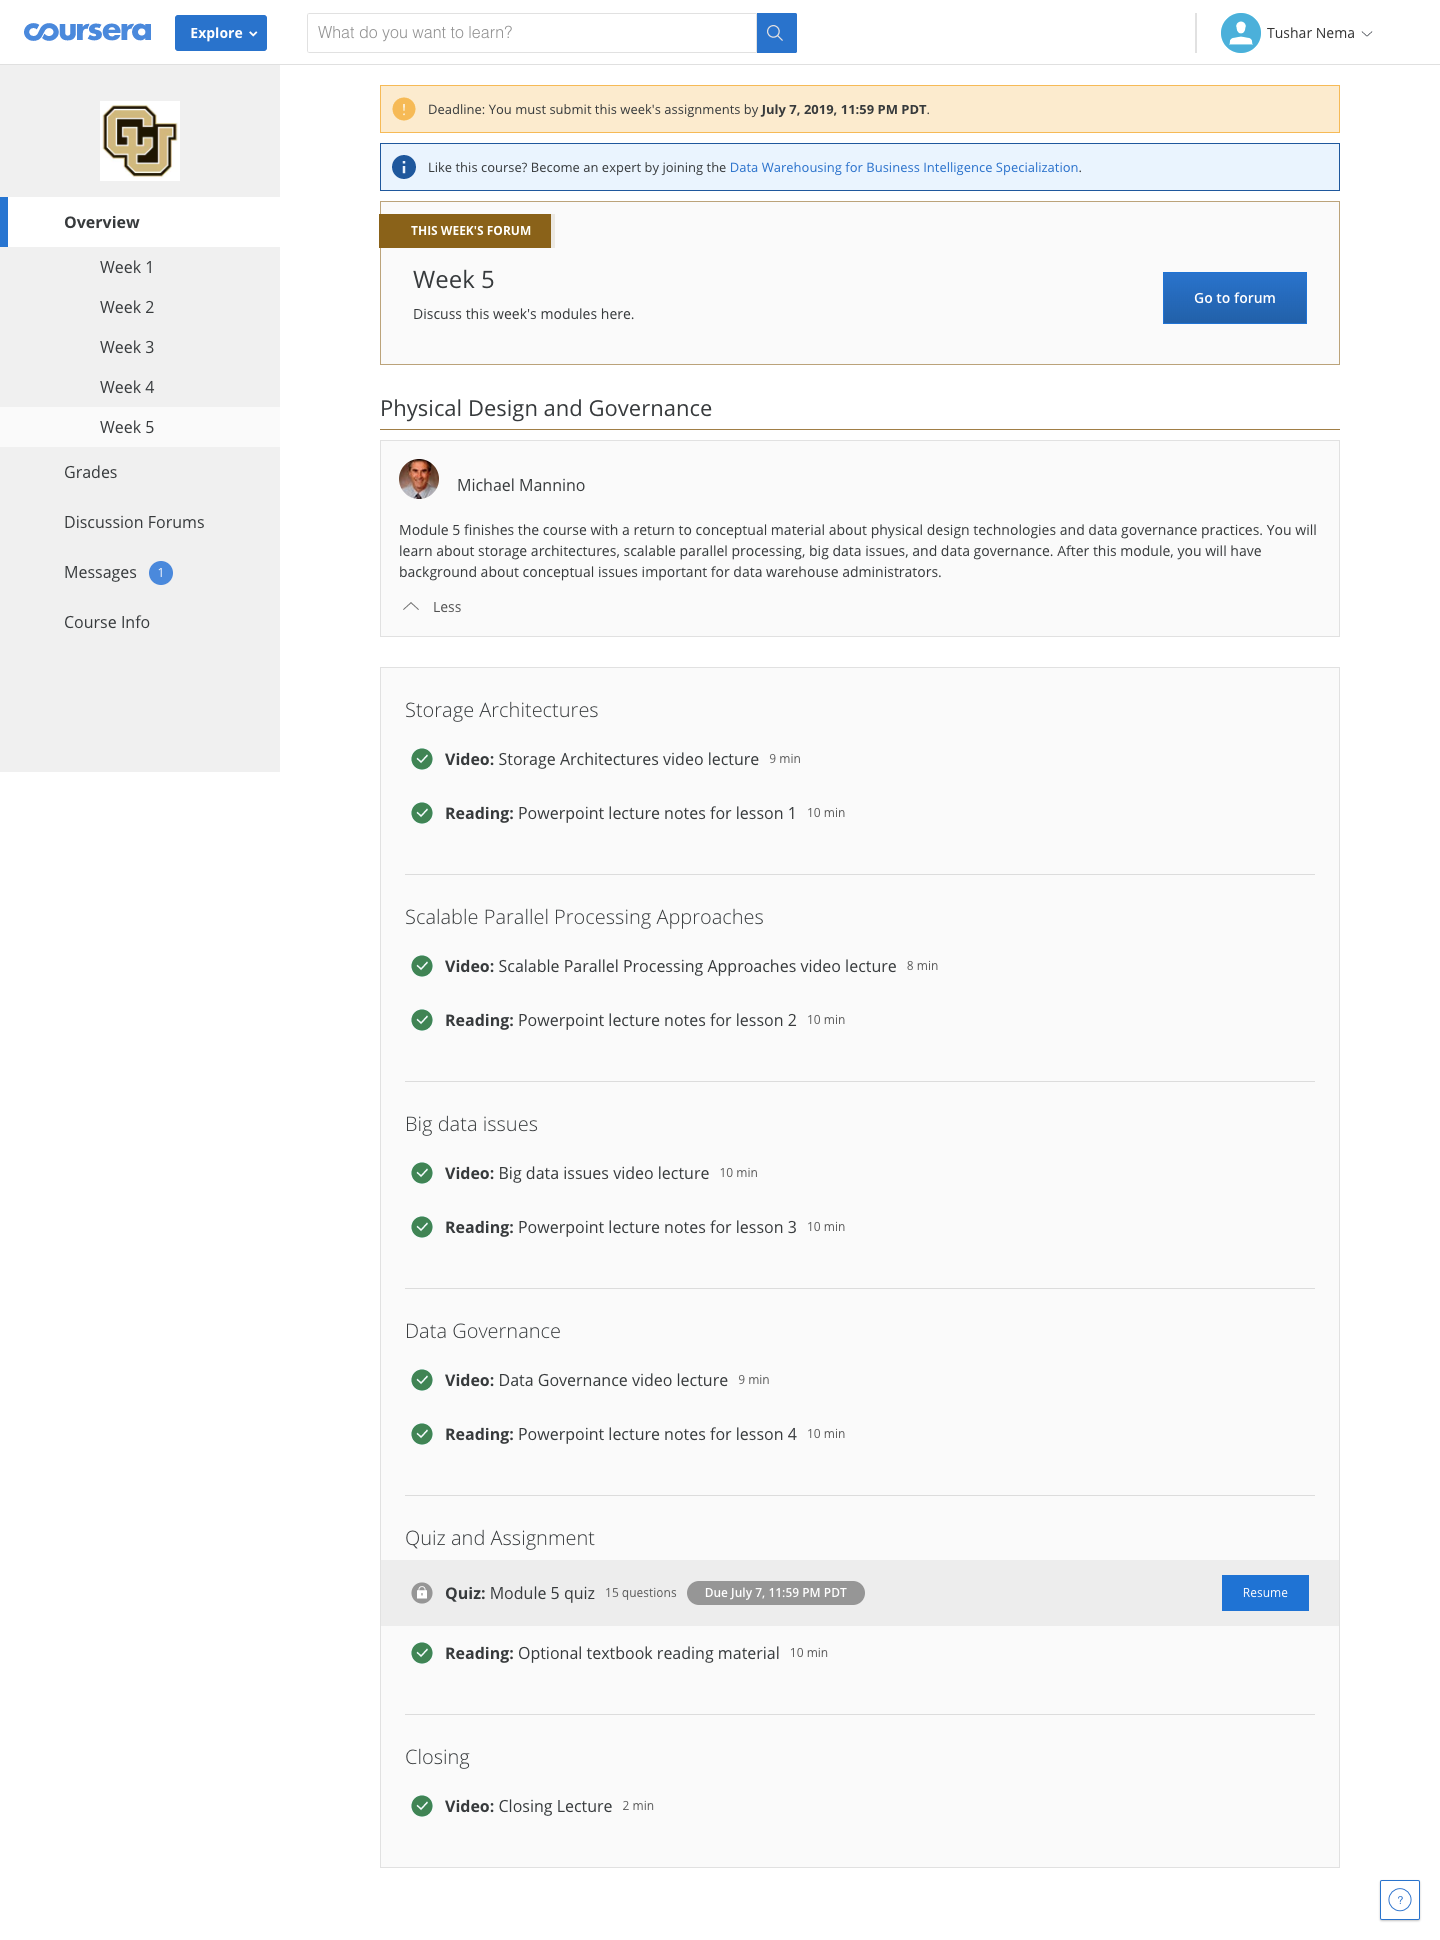 coursera
Explore
What do you want to learn?
Tushar Nema
CU
Overview
Week 1
Week 2
Week 3
Week 4
Week 5
Grades
Discussion Forums
Messages 1
Course Info
Deadline: You must submit this week's assignments by July 7, 2019, 11:59 PM PDT.
Like this course? Become an expert by joining the Data Warehousing for Business Intelligence Specialization.
THIS WEEK'S FORUM
Week 5
Discuss this week's modules here.
Go to forum
Physical Design and Governance
Michael Mannino
Module 5 finishes the course with a return to conceptual material about physical design technologies and data governance practices. You will
learn about storage architectures, scalable parallel processing, big data issues, and data governance. After this module, you will have
background about conceptual issues important for data warehouse administrators.
Less
Storage Architectures
Video: Storage Architectures video lecture 9 min
Reading: Powerpoint lecture notes for lesson 1 10 min
Scalable Parallel Processing Approaches
Video: Scalable Parallel Processing Approaches video lecture 8 min
Reading: Powerpoint lecture notes for lesson 2 10 min
Big data issues
Video: Big data issues video lecture 10 min
Reading: Powerpoint lecture notes for lesson 3 10 min
Data Governance
Video: Data Governance video lecture 9 min
Reading: Powerpoint lecture notes for lesson 4 10 min
Quiz and Assignment
Quiz: Module 5 quiz 15 questions Due July 7, 11:59 PM PDT Resume
Reading: Optional textbook reading material 10 min
Closing
Video: Closing Lecture 2 min
?